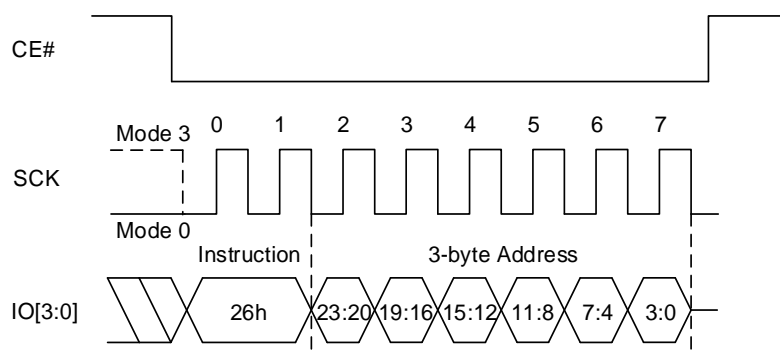 CE#
Mode 3
0 1 2 3 4 5 6 7
SCK
Mode 0
Instruction 3-byte Address
IO[3:0]
26h 23:20 19:16 15:12 11:8 7:4 3:0